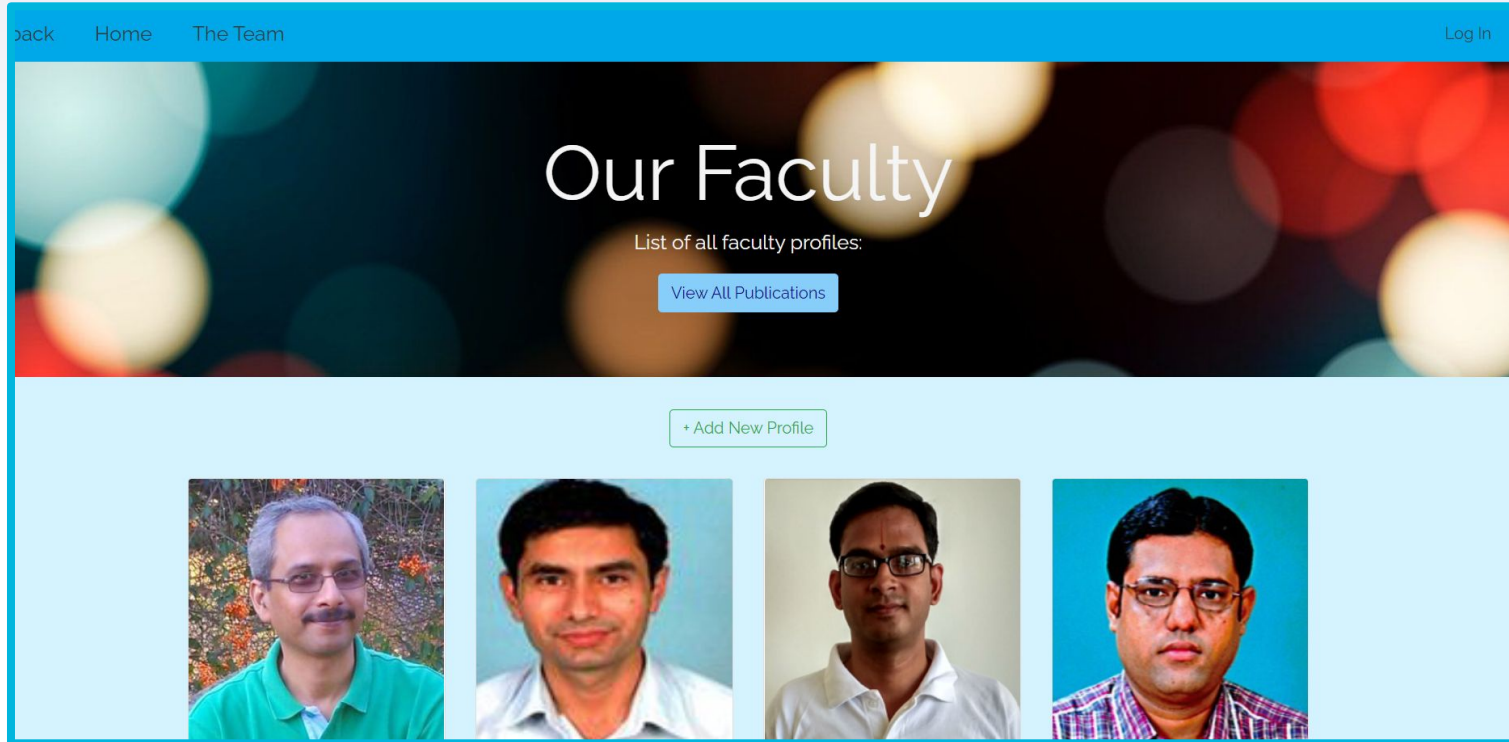 Home The Team Log In
Our Faculty
List of all faculty profiles:
View All Publications
+ Add New Profile